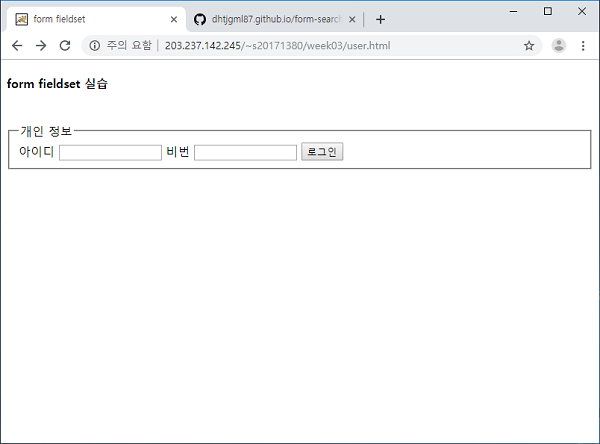 form fieldset
dhtjgml87.github.io/form-search
주의 요함 203.237.142.245/~s20171380/week03/user.html
form fieldset 실습
개인 정보
아이디 비번 로그인